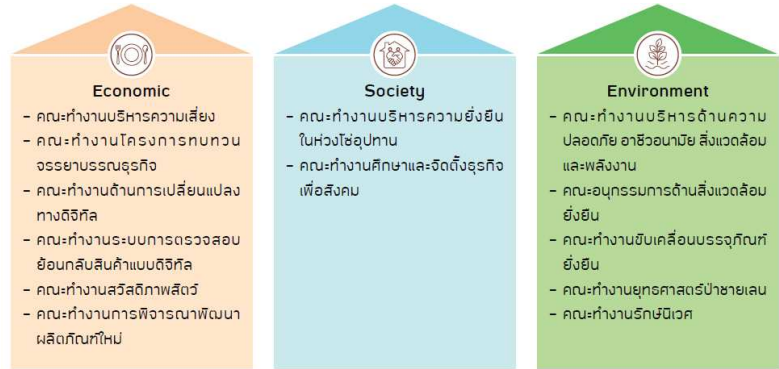 Economic
- คณะทำงานบริหารความเสี่ยง
- คณะทำงานโครงการทบทวน
จรรยาบรรณธุรกิจ
- คณะทำงานด้านการเปลี่ยนแปลง
ทางดิจิทัล
- คณะทำงานระบบการตรวจสอบ
ย้อนกลับสินค้าแบบดิจิทัล
- คณะทำงานสวัสดิภาพสัตว์
- คณะทำงานการพิจารณาพัฒนา
ผลิตภัณฑ์ใหม่
Society
- คณะทำงานบริหารความยั่งยืน
ในห่วงโซ่อุปทาน
- คณะทำงานศึกษาและจัดตั้งธุรกิจ
เพื่อสังคม
Environment
- คณะทำงานบริหารด้านความ
ปลอดภัย อาชีวอนามัย สิ่งแวดล้อม
และพลังงาน
- คณะอนุกรรมการด้านสิ่งแวดล้อม
ยั่งยืน
- คณะทำงานขับเคลื่อนบรรจุภัณฑ์
ยั่งยืน
- คณะทำงานยุทธศาสตร์ป่าชายเลน
- คณะทำงานรักษ์นิเวศ